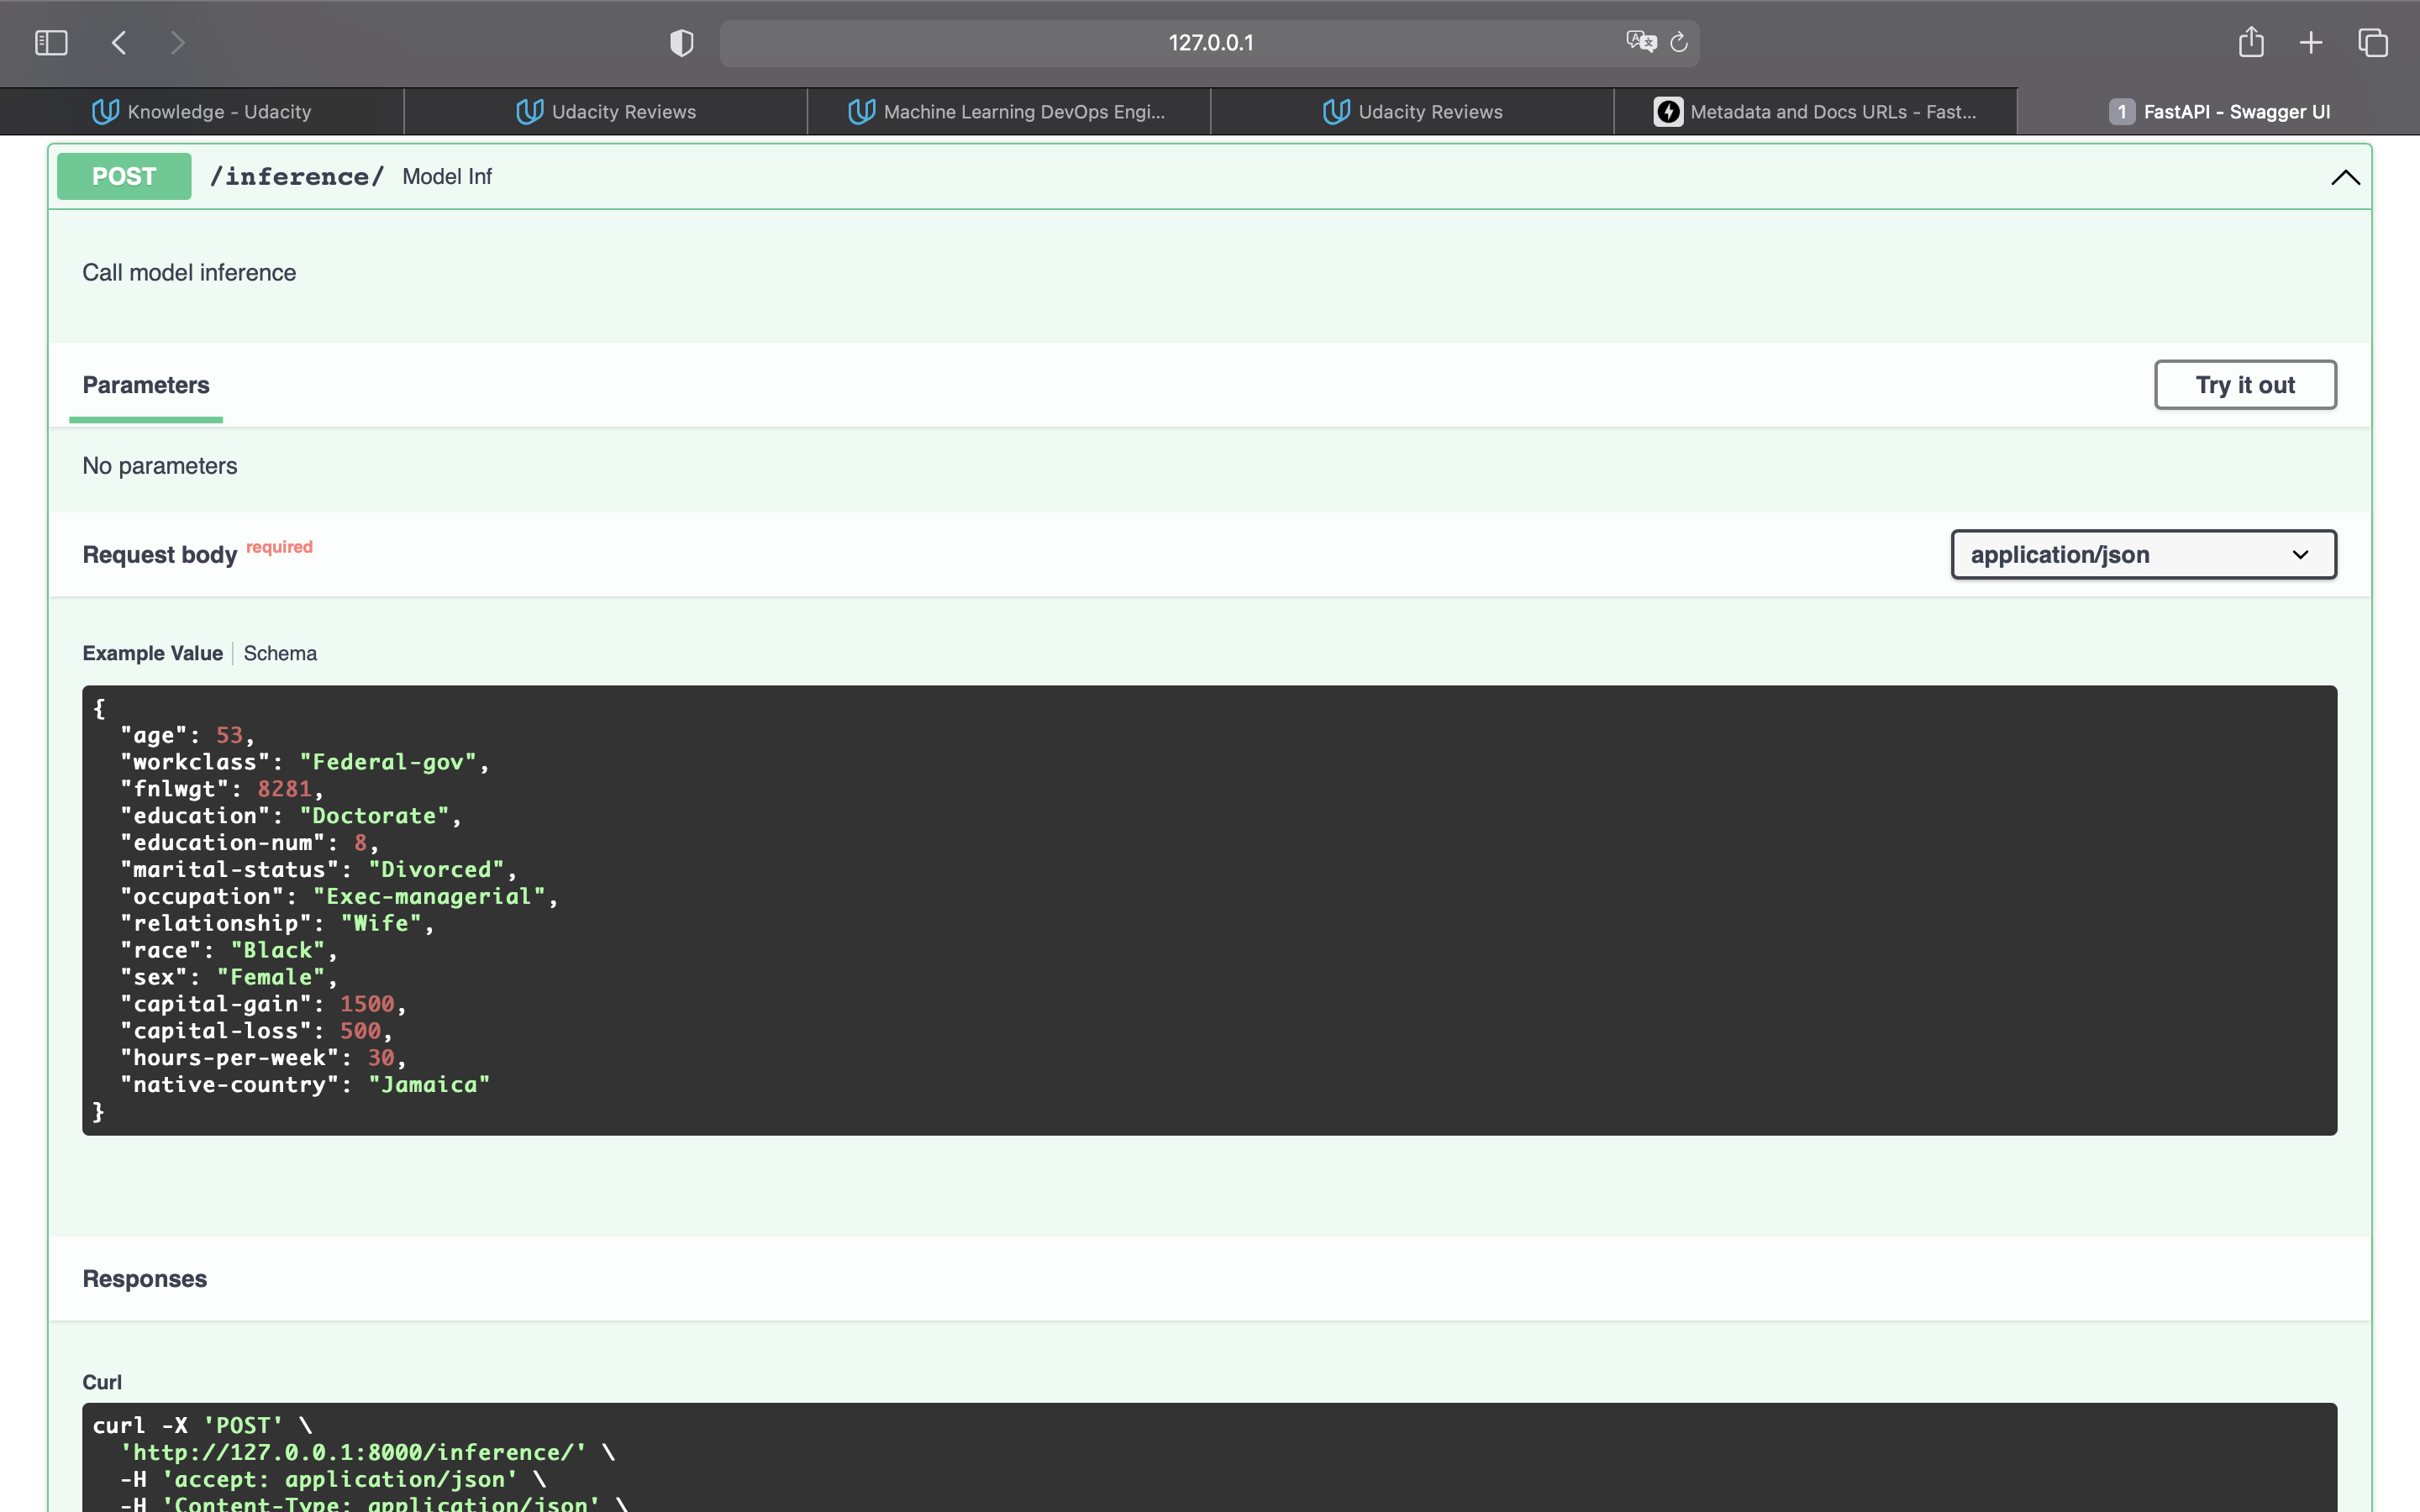 127.0.0.1
Knowledge - Udacity
Udacity Reviews
Machine Learning DevOps Engi...
Udacity Reviews
Metadata and Docs URLs - Fast...
1 FastAPI - Swagger UI
POST /inference/ Model Inf
Call model inference
Parameters
Try it out
No parameters
Request body required
application/json
Example Value
Schema
{
  "age": 53,
  "workclass": "Federal-gov",
  "fnlwgt": 8281,
  "education": "Doctorate",
  "education-num": 8,
  "marital-status": "Divorced",
  "occupation": "Exec-managerial",
  "relationship": "Wife",
  "race": "Black",
  "sex": "Female",
  "capital-gain": 1500,
  "capital-loss": 500,
  "hours-per-week": 30,
  "native-country": "Jamaica"
}
Responses
Curl
curl -X 'POST' \
  'http://127.0.0.1:8000/inference/' \
  -H 'accept: application/json' \
  -H 'Content-Type: application/json' \